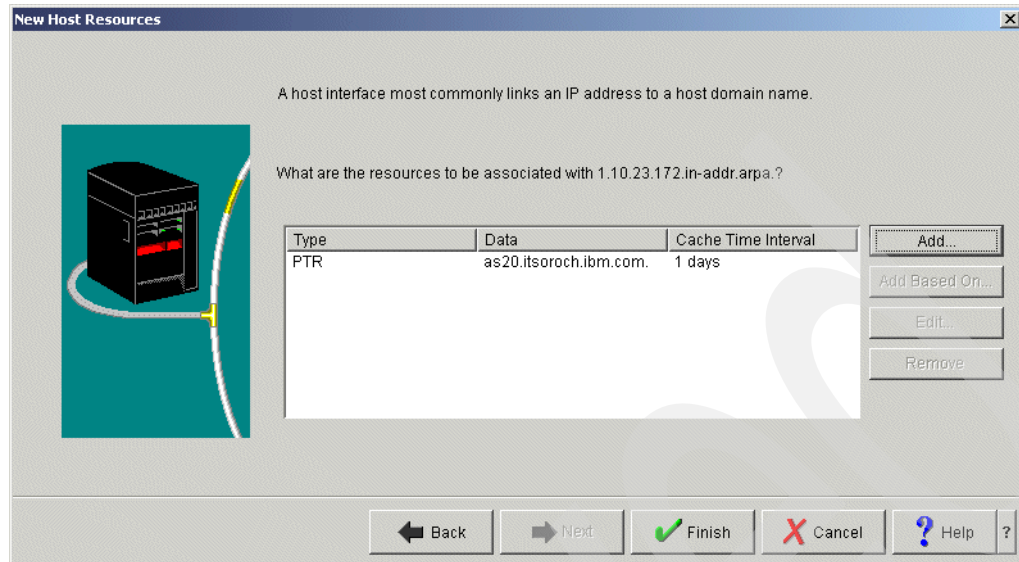 New Host Resources
A host interface most commonly links an IP address to a host domain name.
What are the resources to be associated with 1.10.23.172.in-addr.arpa.?
Type Data Cache Time Interval
PTR as20.itsoroch.ibm.com. 1 days
Add...
Add Based On...
Edit...
Remove
Back Next Finish Cancel ? Help ?